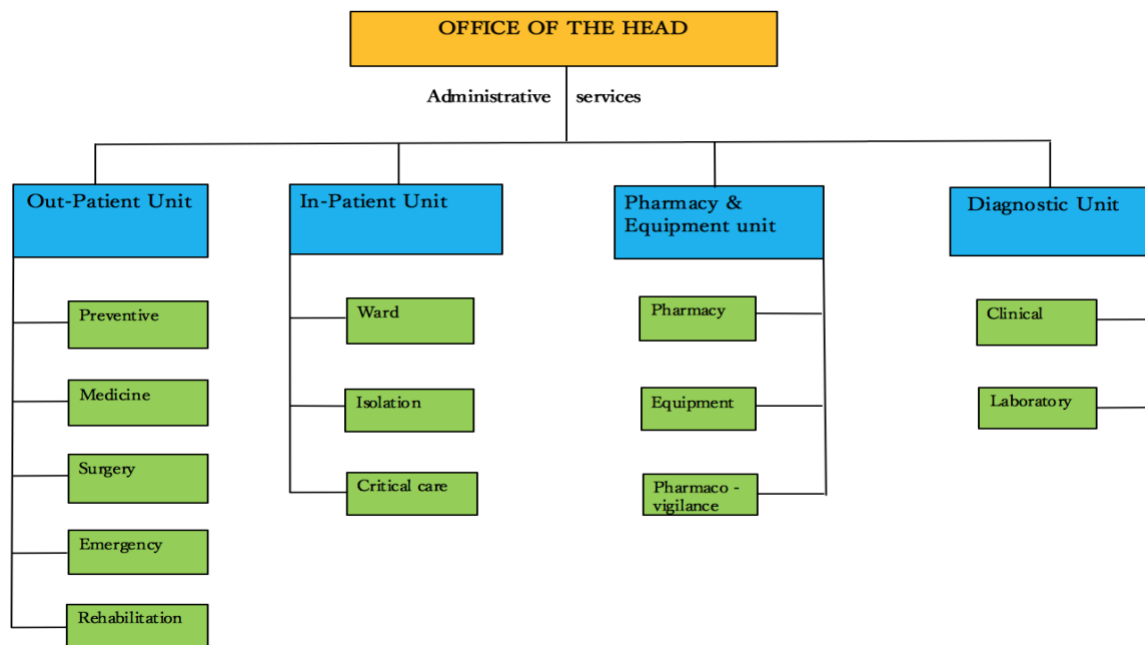 OFFICE OF THE HEAD
Administrative services
Out-Patient Unit
In-Patient Unit
Pharmacy &
Equipment unit
Diagnostic Unit
Preventive
Medicine
Surgery
Emergency
Rehabilitation
Ward
Isolation
Critical care
Pharmacy
Equipment
Pharmaco -
vigilance
Clinical
Laboratory